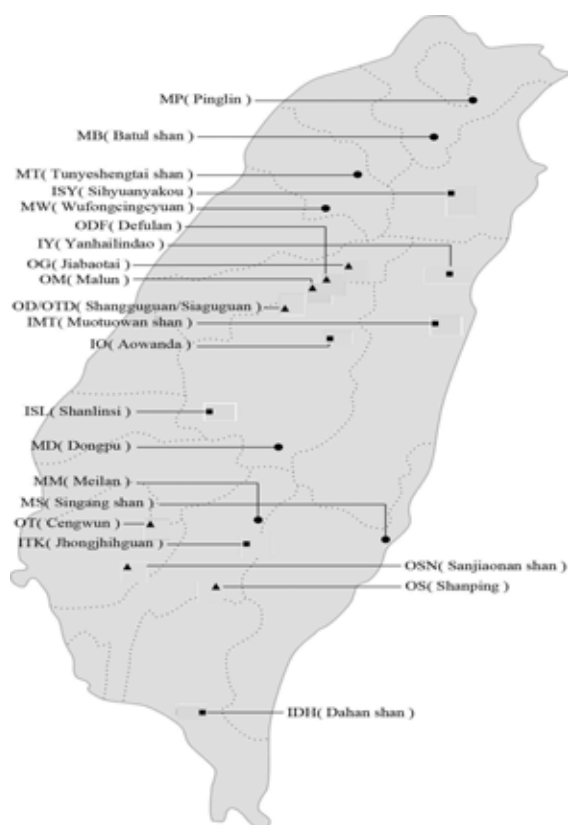 MP( Pinglin )
MB( Batul shan )
MT( Tunyeshengtai shan )
ISY( Sihyuanyakou )
MW( Wufongcingcyuan )
ODF( Defulan )
IY( Yanhailindao )
OG( Jiabaotai )
OM( Malun )
OD/OTD( Shangguguan/Siaguguan )
IMT( Muotuowan shan )
IO( Aowanda )
ISL( Shanlinsi )
MD( Dongpu )
MM( Meilan )
MS( Singang shan )
OT( Cengwun )
ITK( Jhongjhihguan )
OSN( Sanjiaonan shan )
OS( Shanping )
IDH( Dahan shan )